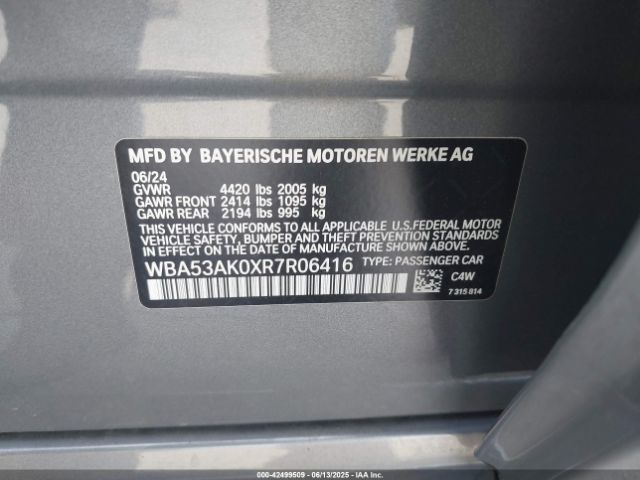 MFD BY BAYERISCHE MOTOREN WERKE AG
06/24
GVWR 4420 lbs 2005 kg
GAWR FRONT 2414 lbs 1095 kg
GAWR REAR 2194 lbs 995 kg
THIS VEHICLE CONFORMS TO ALL APPLICABLE U.S.FEDERAL MOTOR
VEHICLE SAFETY, BUMPER, AND THEFT PREVENTION
STANDARDS IN EFFECT ON THE DATE OF MANUFACTURE SHOWN ABOVE.
WBA53AK0XR7R06416 TYPE: PASSENGER CAR
C4W
7 315 814
000-42499509 - 06/13/2025 - IAAI